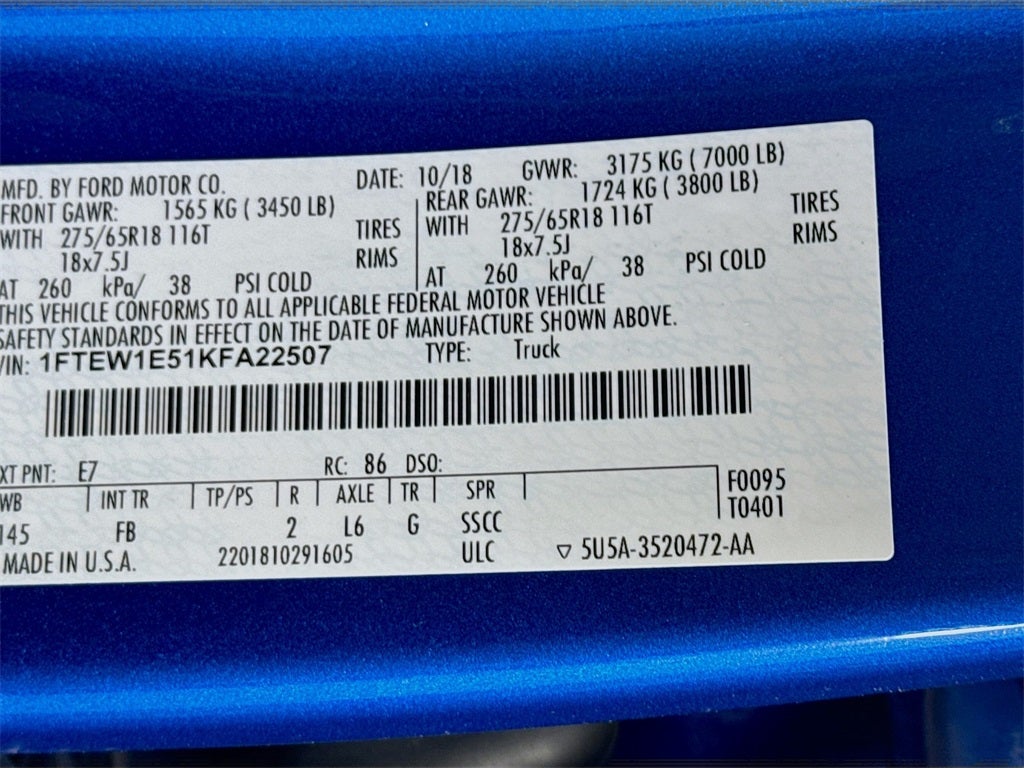 MFD. BY FORD MOTOR CO. DATE: 10/18 GVWR: 3175 KG ( 7000 LB)
FRONT GAWR: 1565 KG ( 3450 LB) REAR GAWR: 1724 KG ( 3800 LB)
WITH 275/65R18 116T TIRES WITH 275/65R18 116T TIRES
18x7.5J RIMS 18x7.5J RIMS
AT 260 kPa/ 38 PSI COLD AT 260 kPa/ 38 PSI COLD
THIS VEHICLE CONFORMS TO ALL APPLICABLE FEDERAL MOTOR VEHICLE
SAFETY STANDARDS IN EFFECT ON THE DATE OF MANUFACTURE SHOWN ABOVE.
VIN: 1FTEW1E51KFA22507 TYPE: Truck
XT PNT: E7 RC: 86 DSO:
WB INT TR TP/PS R AXLE TR SPR F0095
T0401
145 FB 2 L6 G SSCC
MADE IN U.S.A. 2201810291605 ULC ▽ 5U5A-3520472-AA